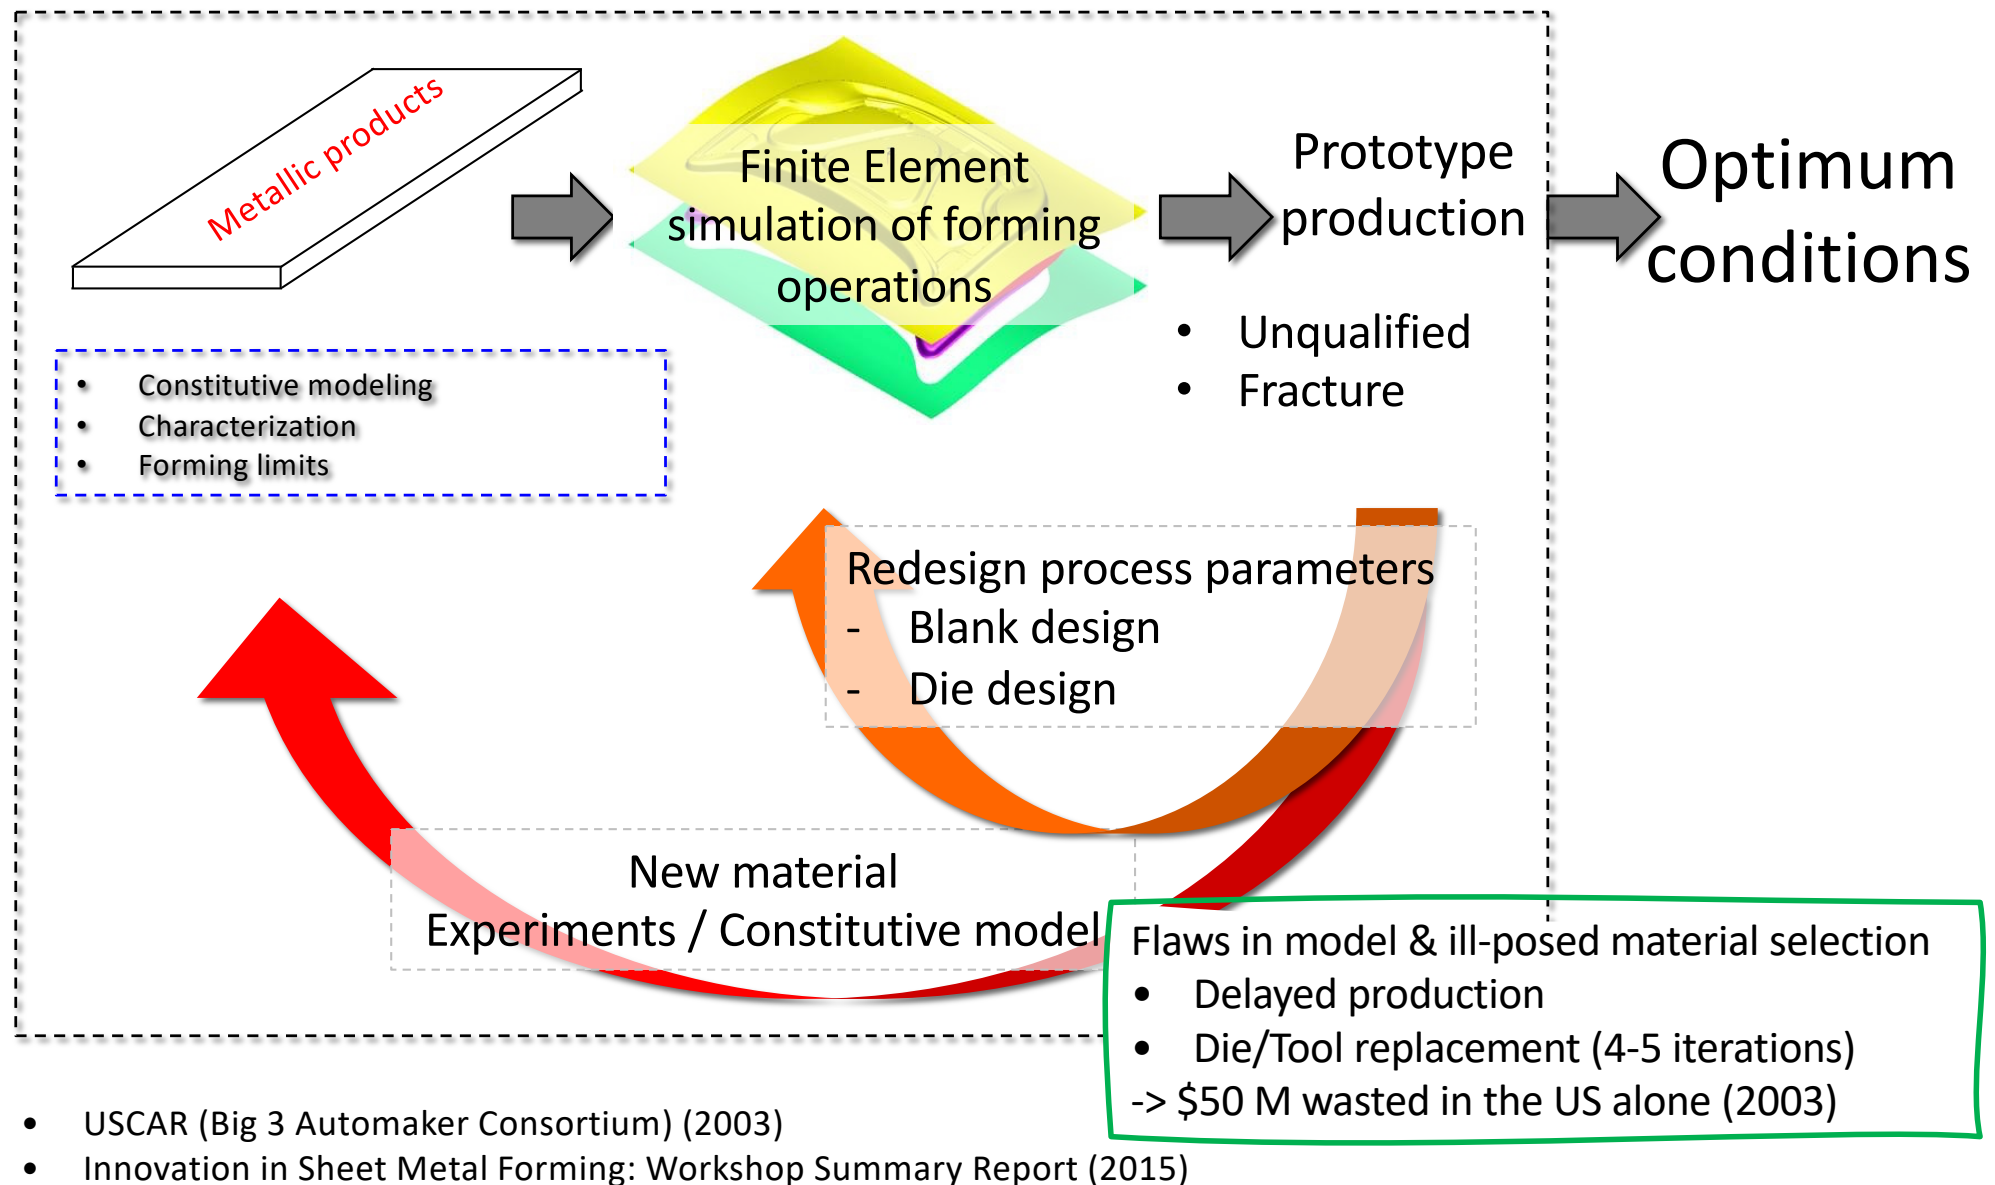 Metallic products
Finite Element
simulation of forming
operations
Prototype
production
Optimum
conditions
• Unqualified
• Fracture
• Constitutive modeling
• Characterization
• Forming limits
Redesign process parameters
- Blank design
- Die design
New material
Experiments / Constitutive model
Flaws in model & ill-posed material selection
• Delayed production
• Die/Tool replacement (4-5 iterations)
-> $50 M wasted in the US alone (2003)
• USCAR (Big 3 Automaker Consortium) (2003)
• Innovation in Sheet Metal Forming: Workshop Summary Report (2015)